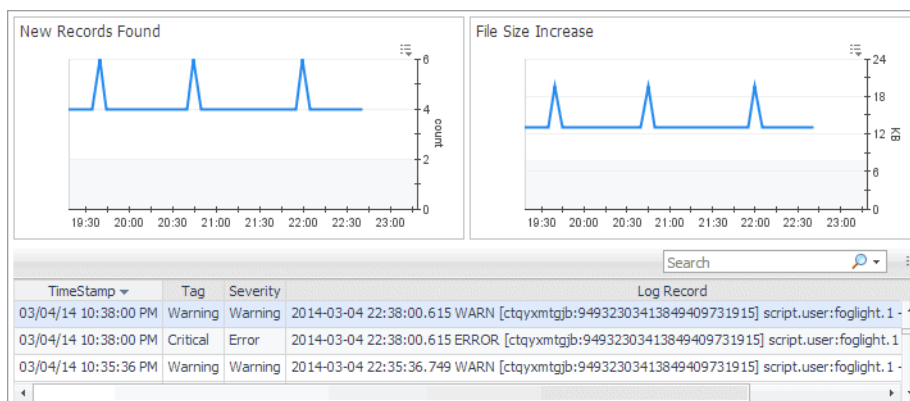 New Records Found
6
4
count
2
0
19:30 20:00 20:30 21:00 21:30 22:00 22:30 23:00
File Size Increase
24
18
12
KB
6
0
19:30 20:00 20:30 21:00 21:30 22:00 22:30 23:00
Search
TimeStamp Tag Severity Log Record
03/04/14 10:38:00 PM Warning Warning 2014-03-04 22:38:00.615 WARN [ctqyxmtgjb:94932303413849409731915] script.user:foglight.1 -
03/04/14 10:38:00 PM Critical Error 2014-03-04 22:38:00.615 ERROR [ctqyxmtgjb:94932303413849409731915] script.user:foglight.1
03/04/14 10:35:36 PM Warning Warning 2014-03-04 22:35:36.749 WARN [ctqyxmtgjb:94932303413849409731915] script.user:foglight.1 -